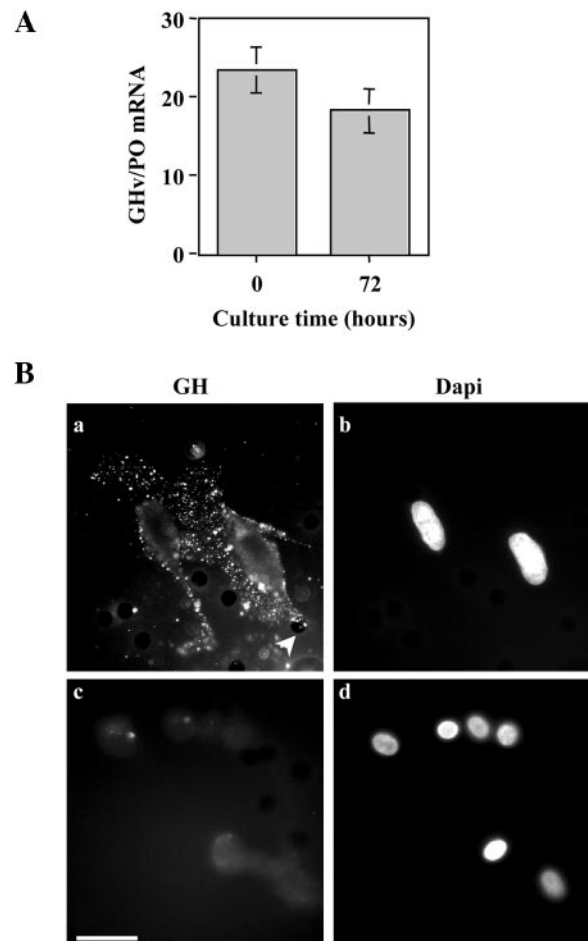 A
30
20
10
0
GHv/PO mRNA
0 72
Culture time (hours)
B
GH Dapi
a b
c d